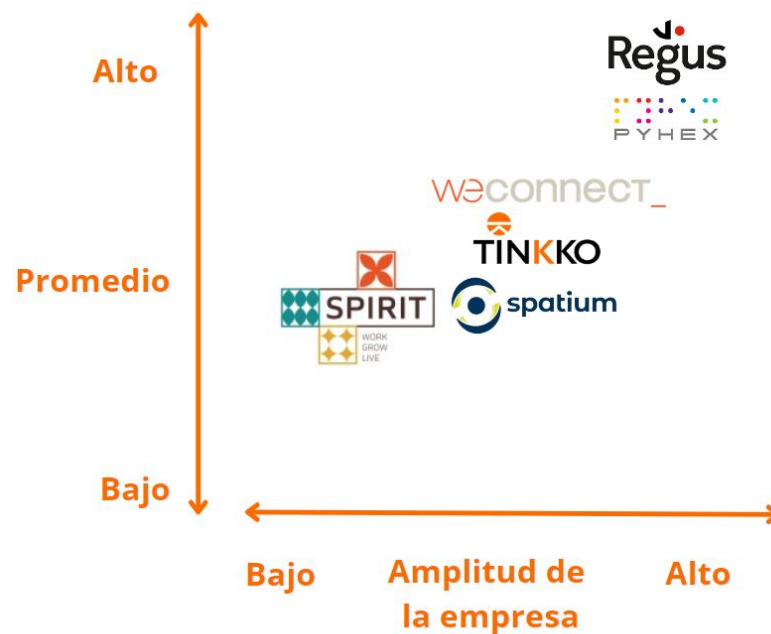 Alto
Regus
PYHEX
weconnect_
TINKKO
Promedio
SPIRIT
spatium
WORK
GROW
LIVE
Bajo
Bajo
Amplitud de
la empresa
Alto